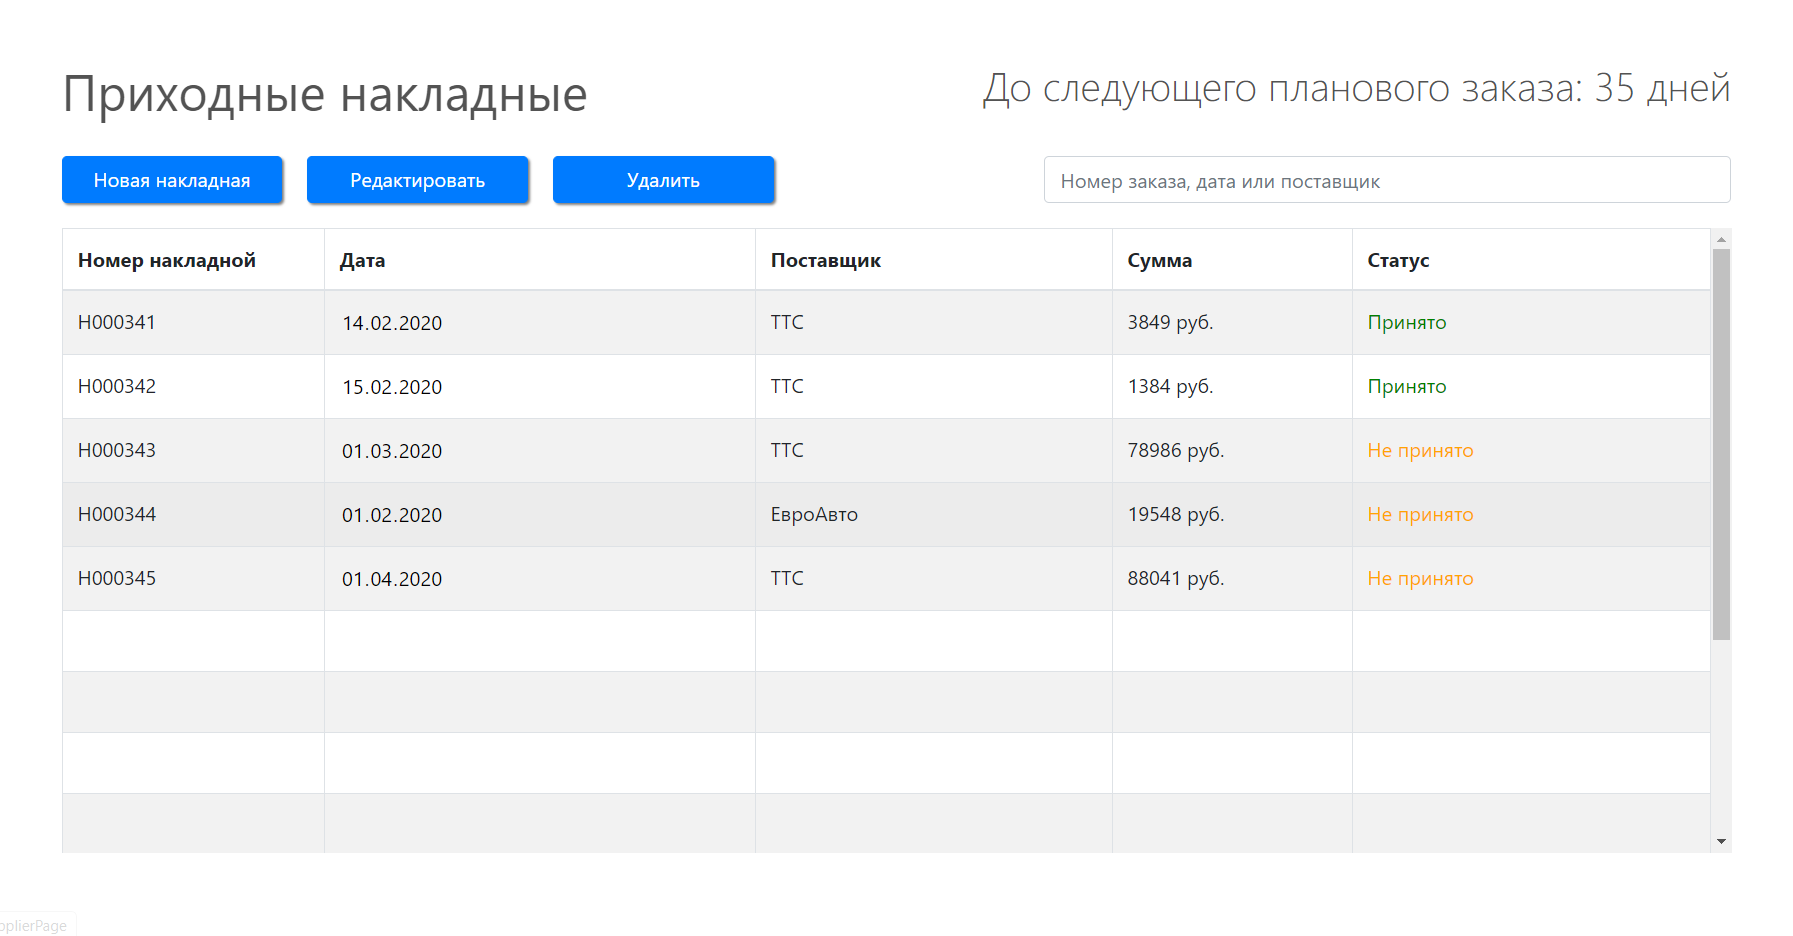 Приходные накладные
До следующего планового заказа: 35 дней
Новая накладная Редактировать Удалить
Номер заказа, дата или поставщик
Номер накладной Дата Поставщик Сумма Статус
Н000341 14.02.2020 ТТС 3849 руб. Принято
Н000342 15.02.2020 ТТС 1384 руб. Принято
Н000343 01.03.2020 ТТС 78986 руб. Не принято
Н000344 01.02.2020 ЕвроАвто 19548 руб. Не принято
Н000345 01.04.2020 ТТС 88041 руб. Не принято
pplierPage